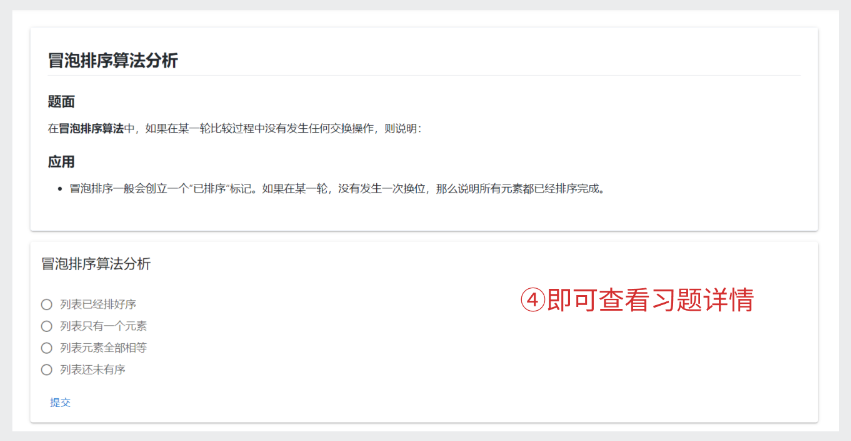 冒泡排序算法分析
题面
在冒泡排序算法中，如果在某一轮比较过程中没有发生任何交换操作，则说明：
应用
• 冒泡排序一般会创立一个“已排序”标记。如果在某一轮，没有发生一次换位，那么说明所有元素都已经排序完成。
冒泡排序算法分析
列表已经排好序
④即可查看习题详情
列表只有一个元素
列表元素全部相等
列表还未有序
提交